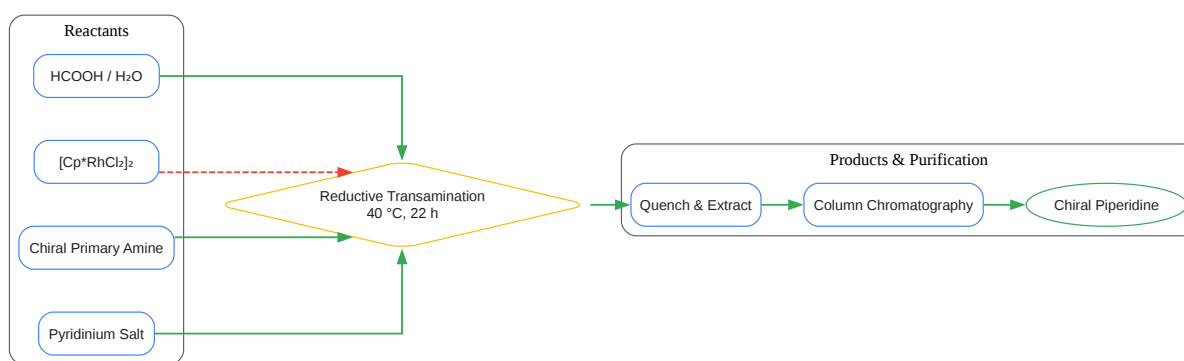 Reactants
HCOOH / H₂O
[Cp*RhCl₂]₂
Chiral Primary Amine
Pyridinium Salt
Reductive Transamination
40 °C, 22 h
Products & Purification
Quench & Extract
Column Chromatography
Chiral Piperidine